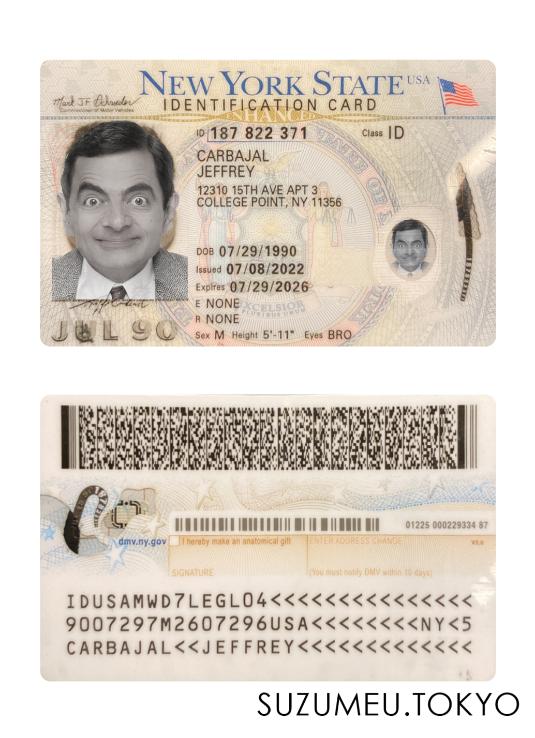 NEW YORK STATE USA
IDENTIFICATION CARD
ENHANCED
Commissioner of Motor Vehicles
ID 187 822 371 Class ID
CARBAJAL
JEFFREY
12310 15TH AVE APT 3
COLLEGE POINT, NY 11356
DOB 07/29/1990
Issued 07/08/2022
Expires 07/29/2026
E NONE
R NONE
EXCELSIOR
Sex M Height 5'-11" Eyes BRO
JUL 90
01225 000229334 87
dmv.ny.gov
I hereby make an anatomical gift
ENTER ADDRESS CHANGE
SIGNATURE
(You must notify DMV within 10 days)
IDUSAMWD7LEGL04<<<<<<<<<<<<<<<
9007297M2607296USA<<<<<<<<NY<5
CARBAJAL<<JEFFREY<<<<<<<<<<<<<
SUZUMEU.TOKYO